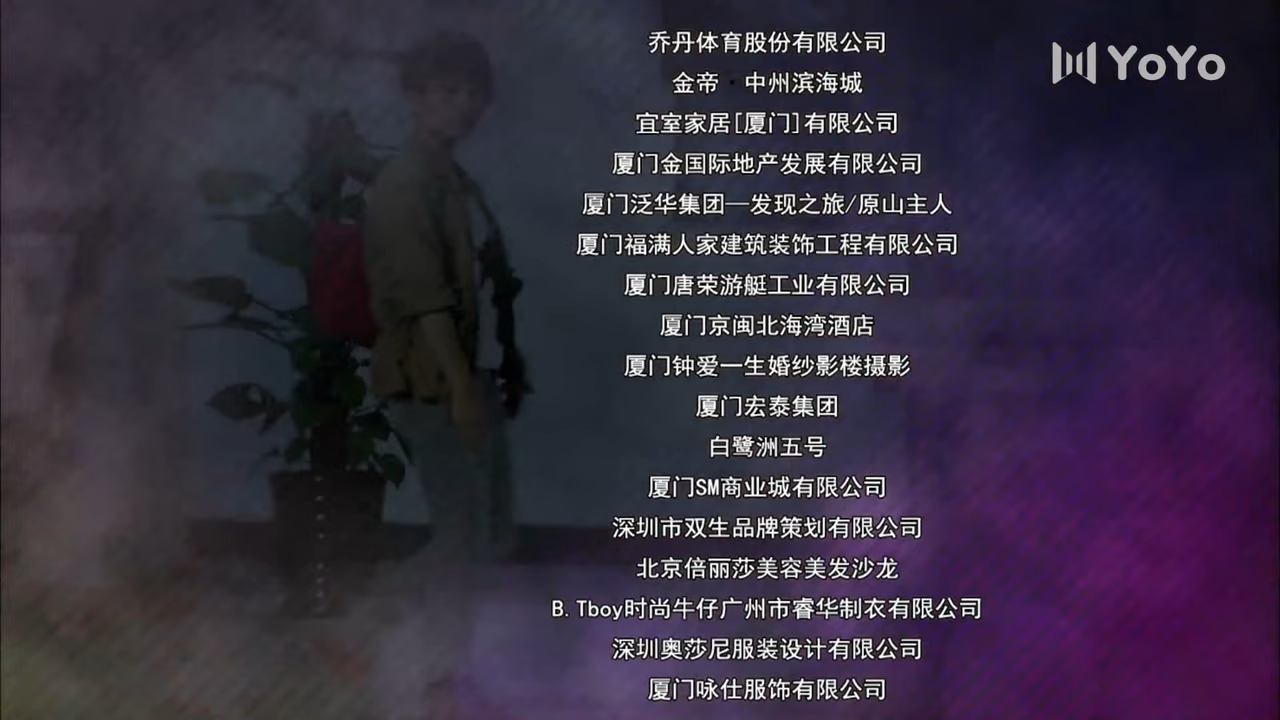 乔丹体育股份有限公司
YoYo
金帝·中州滨海城
宜室家居[厦门]有限公司
厦门金国际地产发展有限公司
厦门泛华集团—发现之旅/原山主人
厦门福满人家建筑装饰工程有限公司
厦门唐荣游艇工业有限公司
厦门京闽北海湾酒店
厦门钟爱一生婚纱影楼摄影
厦门宏泰集团
白鹭洲五号
厦门SM商业城有限公司
深圳市双生品牌策划有限公司
北京倍丽莎美容美发沙龙
B.Tboy时尚牛仔广州市睿华制衣有限公司
深圳奥莎尼服装设计有限公司
厦门咏仕服饰有限公司